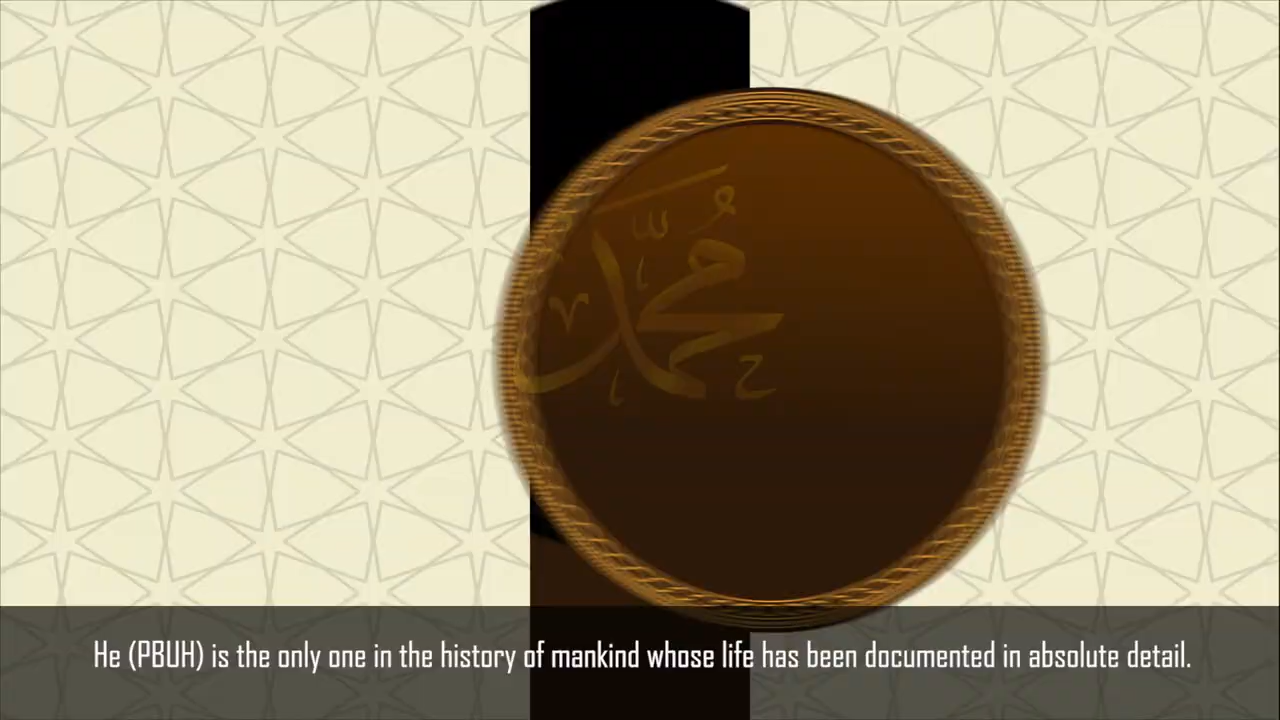 مُحَمَّد
He (PBUH) is the only one in the history of mankind whose life has been documented in absolute detail.